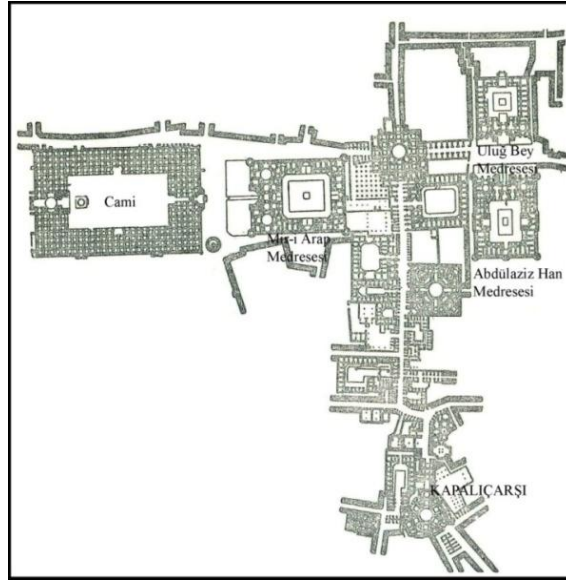 Uluğ Bey
Medresesi
Cami
Mir-i Arap
Medresesi
Abdülaziz Han
Medresesi
KAPALIÇARŞI